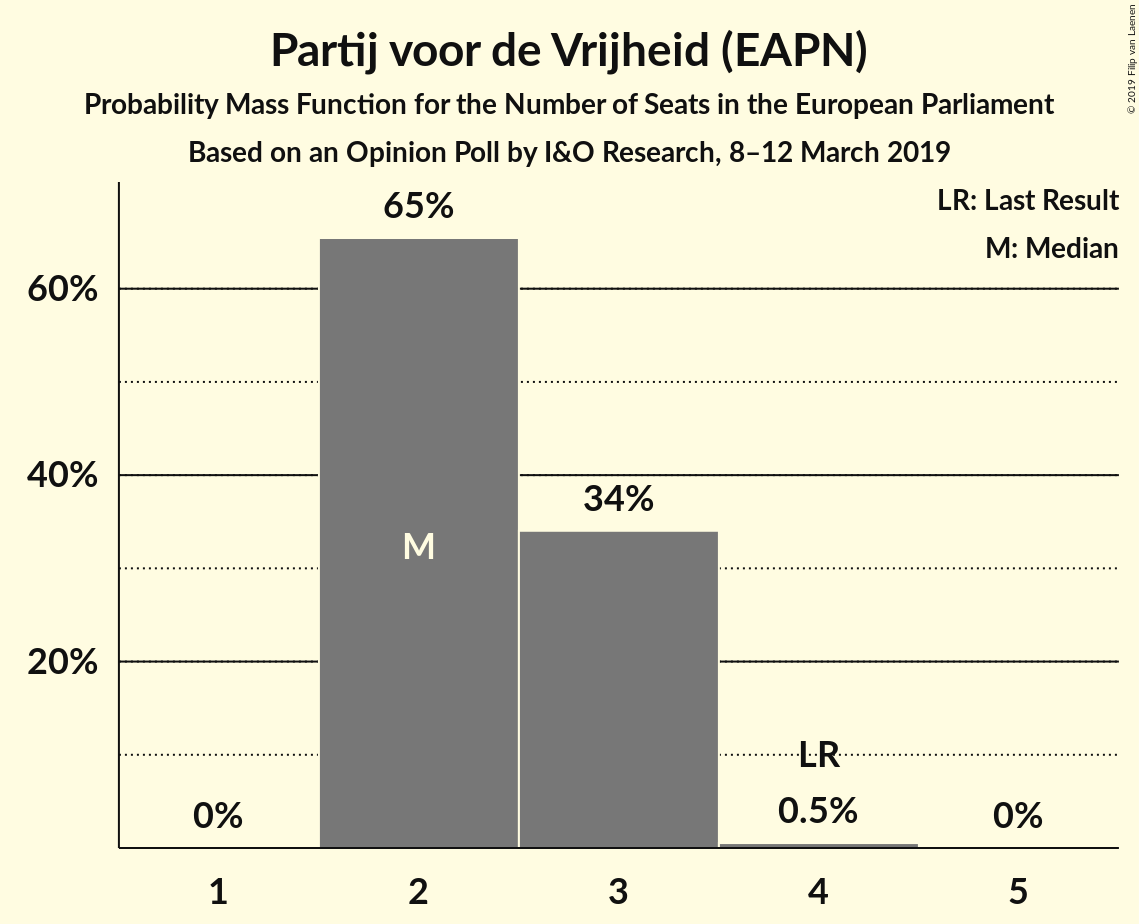 Partij voor de Vrijheid (EAPN)
Probability Mass Function for the Number of Seats in the European Parliament
Based on an Opinion Poll by I&O Research, 8–12 March 2019
© 2019 Filip van Laenen
LR: Last Result
M: Median
65%
60%
40%
34%
M
20%
LR
0%
0.5%
0%
1 2 3 4 5